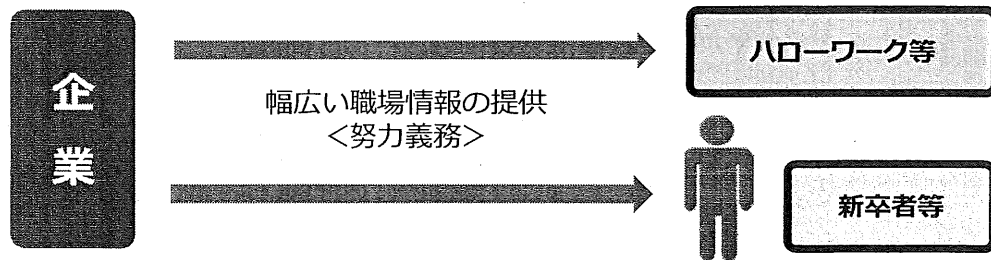 企業
幅広い職場情報の提供
＜努力義務＞
ハローワーク等
新卒者等